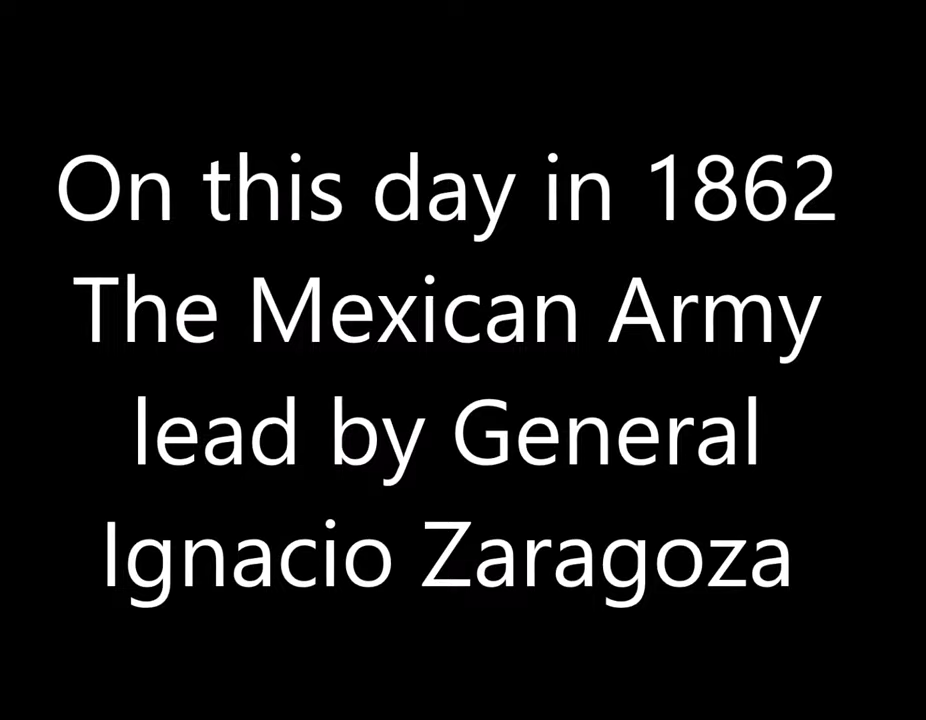 On this day in 1862
The Mexican Army
lead by General
Ignacio Zaragoza